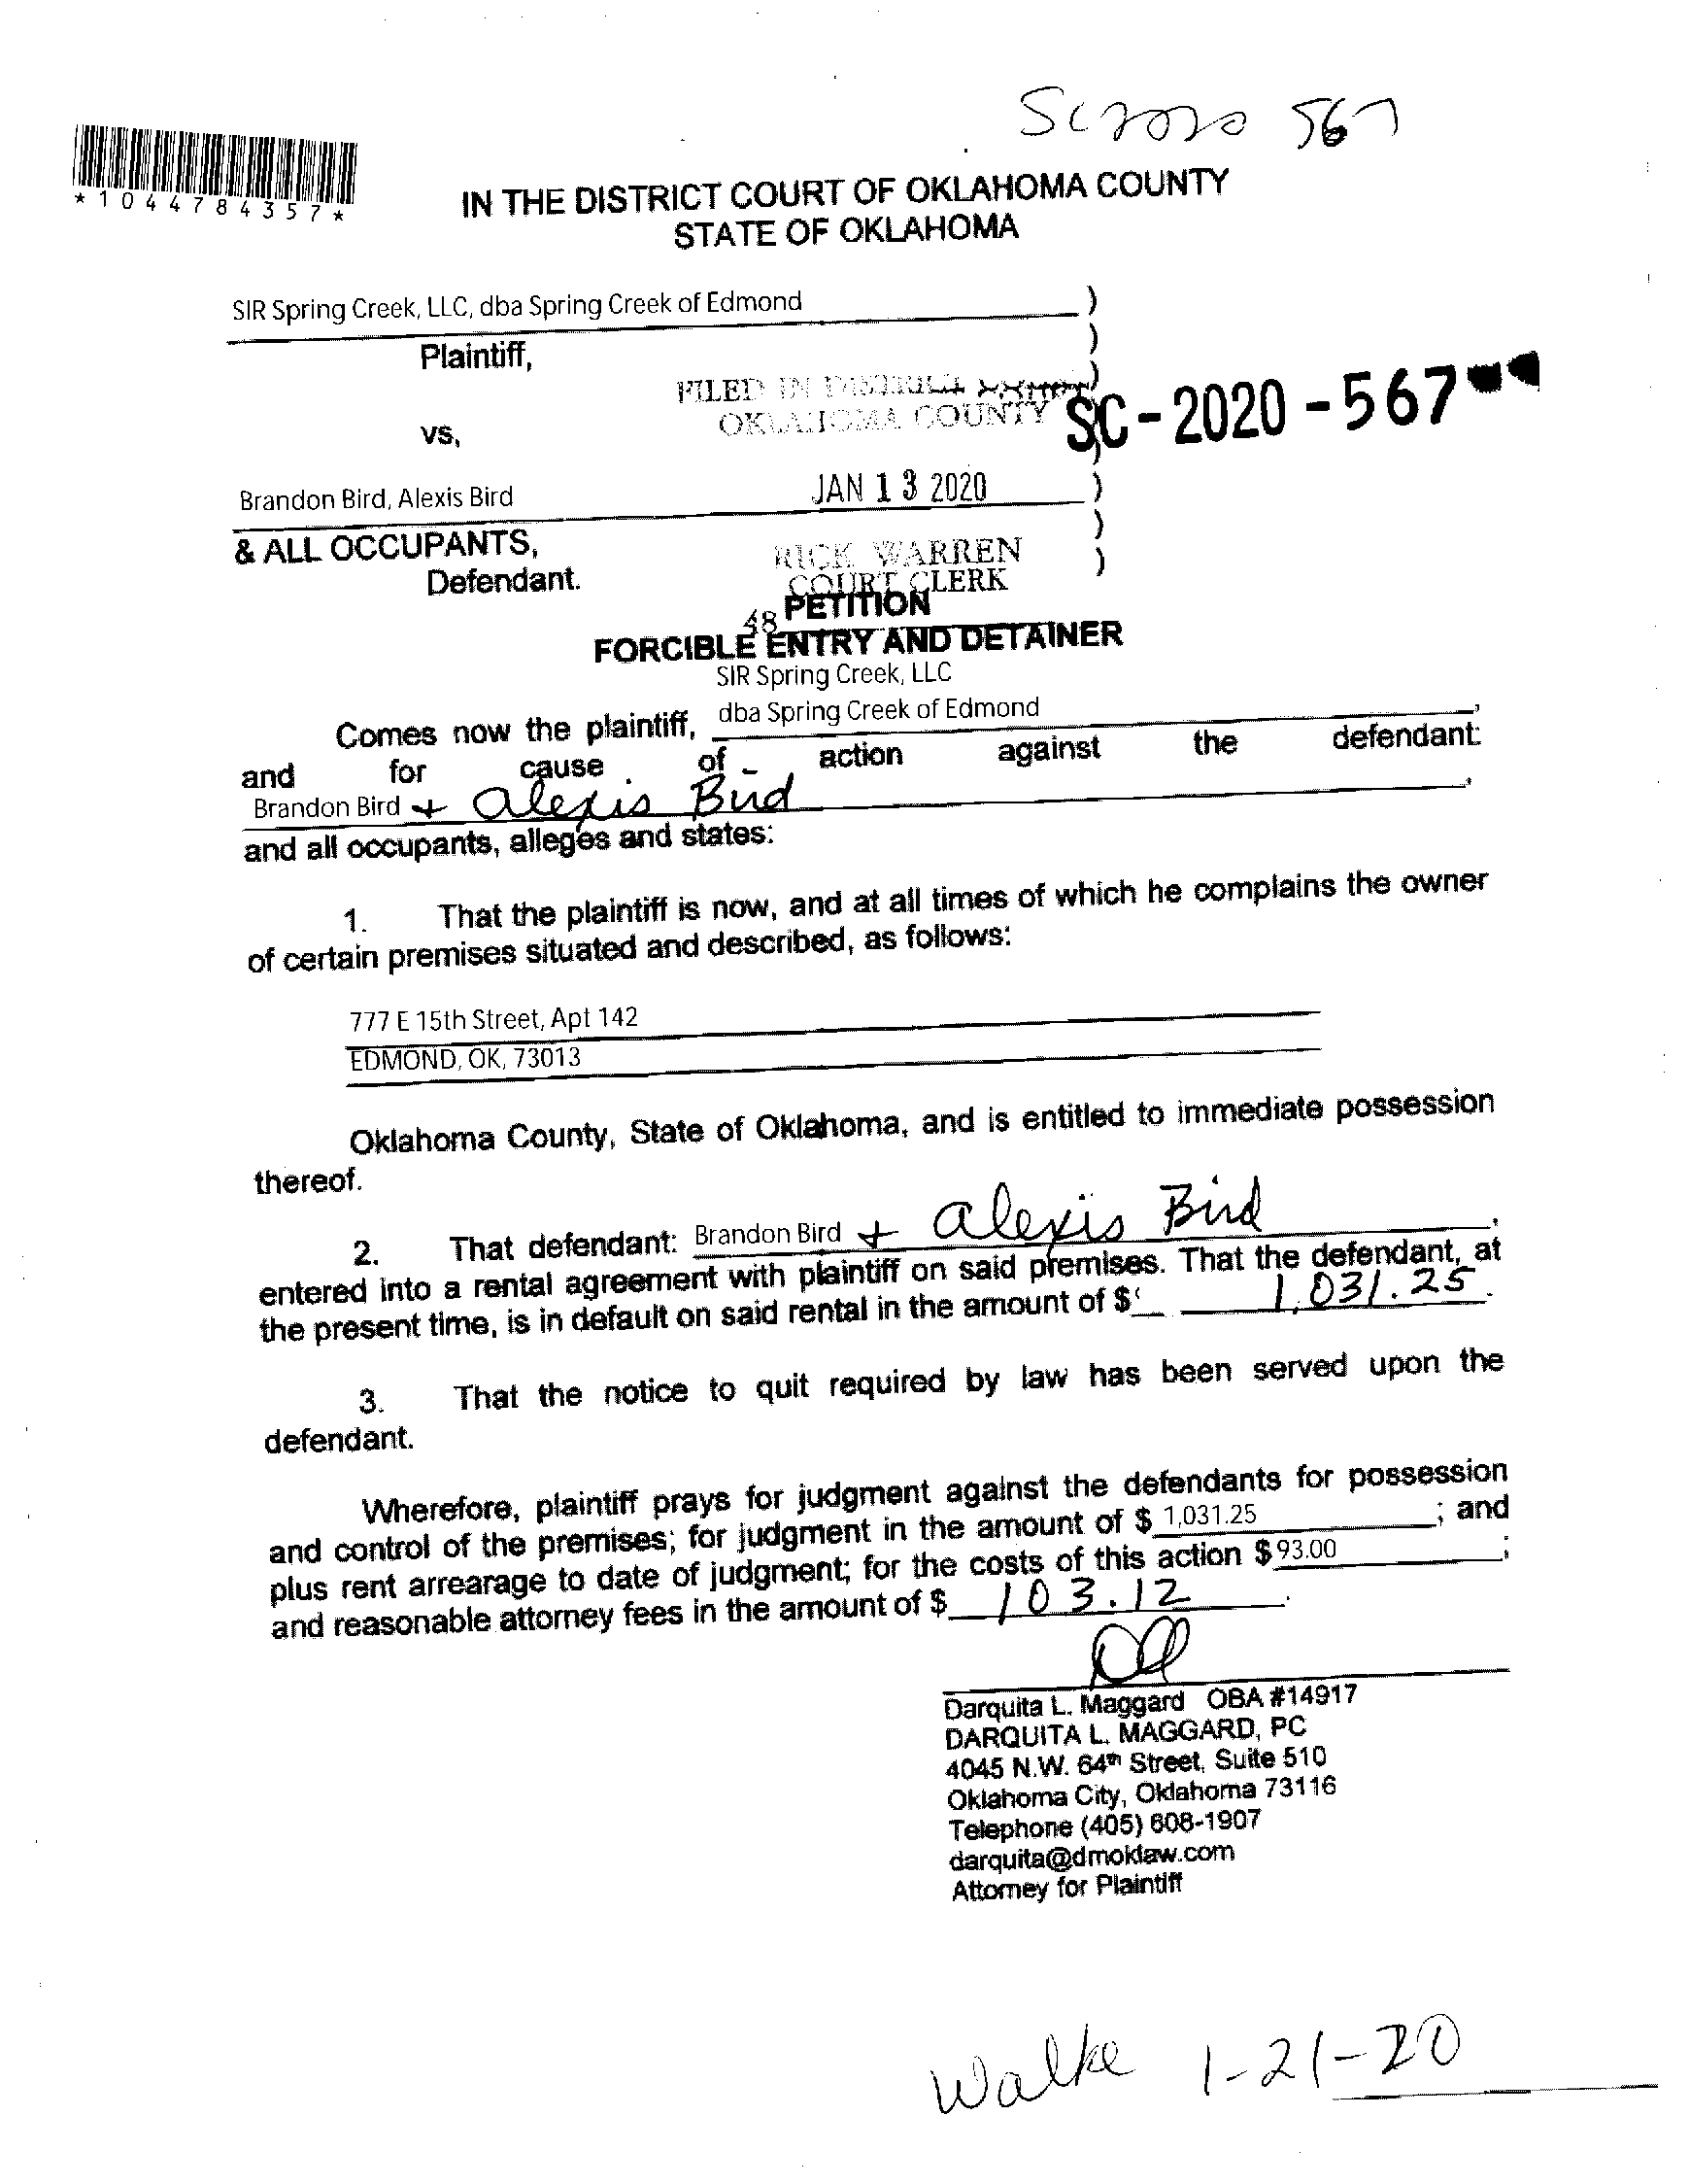 SC2020 567
*1044784357*
IN THE DISTRICT COURT OF OKLAHOMA COUNTY
STATE OF OKLAHOMA
SIR Spring Creek, LLC, dba Spring Creek of Edmond )
Plaintiff, )
)
FILED IN DISTRICT COURT
OKLAHOMA COUNTY
SC-2020-567
vs, )
JAN 13 2020 )
Brandon Bird, Alexis Bird
& ALL OCCUPANTS, )
Defendant. )
RICK WARREN
COURT CLERK
48
PETITION
FORCIBLE ENTRY AND DETAINER
SIR Spring Creek, LLC
Comes now the plaintiff, dba Spring Creek of Edmond,
and for cause of action against the defendant:
Brandon Bird + Alexis Bird,
and all occupants, alleges and states:
1. That the plaintiff is now, and at all times of which he complains the owner
of certain premises situated and described, as follows:
777 E 15th Street, Apt 142
EDMOND, OK, 73013
Oklahoma County, State of Oklahoma, and is entitled to immediate possession
thereof.
2. That defendant: Brandon Bird + Alexis Bird,
entered into a rental agreement with plaintiff on said premises. That the defendant, at
the present time, is in default on said rental in the amount of $ 1,031.25.
3. That the notice to quit required by law has been served upon the
defendant.
Wherefore, plaintiff prays for judgment against the defendants for possession
and control of the premises; for judgment in the amount of $ 1,031.25 ; and
plus rent arrearage to date of judgment; for the costs of this action $ 93.00 ;
and reasonable attorney fees in the amount of $ 103.12.
Darquita L. Maggard OBA #14917
DARQUITA L. MAGGARD, PC
4045 N.W. 64th Street, Suite 510
Oklahoma City, Oklahoma 73116
Telephone (405) 608-1907
darquita@dmoklaw.com
Attorney for Plaintiff
Walke 1-21-20